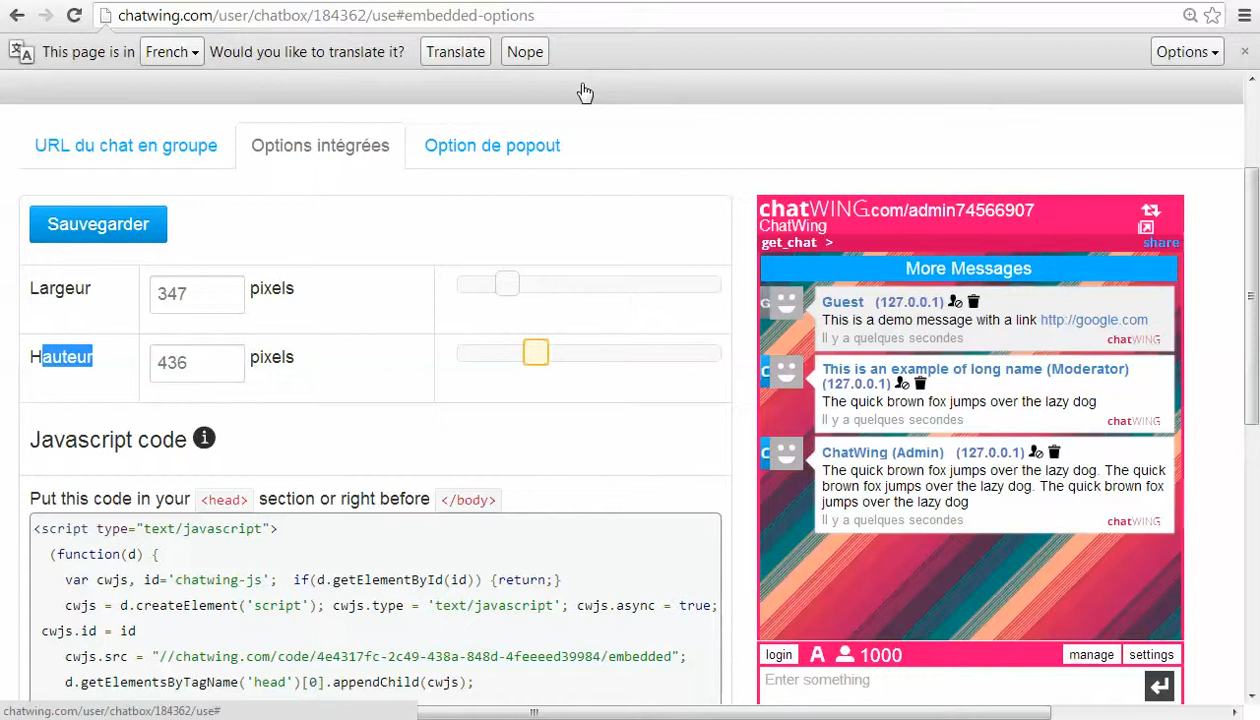 chatwing.com/user/chatbox/184362/use#embedded-options
This page is in French Would you like to translate it? Translate Nope Options
URL du chat en groupe Options intégrées Option de popout
Sauvegarder
Largeur 347 pixels
Hauteur 436 pixels
Javascript code
Put this code in your <head> section or right before </body>
<script type="text/javascript">
(function(d) {
var cwjs, id='chatwing-js'; if(d.getElementById(id)) {return;}
cwjs = d.createElement('script'); cwjs.type = 'text/javascript'; cwjs.async = true;
cwjs.id = id
cwjs.src = "//chatwing.com/code/4e4317fc-2c49-438a-848d-4feeeed39984/embedded";
d.getElementsByTagName('head')[0].appendChild(cwjs);
chatWING.com/admin74566907
ChatWing
get_chat > share
More Messages
G
Guest (127.0.0.1)
This is a demo message with a link http://google.com
Il y a quelques secondes chatWING
C
This is an example of long name (Moderator)
(127.0.0.1)
The quick brown fox jumps over the lazy dog
Il y a quelques secondes chatWING
C
ChatWing (Admin) (127.0.0.1)
The quick brown fox jumps over the lazy dog. The quick
brown fox jumps over the lazy dog. The quick brown fox
jumps over the lazy dog
Il y a quelques secondes chatWING
login A 1000 manage settings
Enter something
chatwing.com/user/chatbox/184362/use#